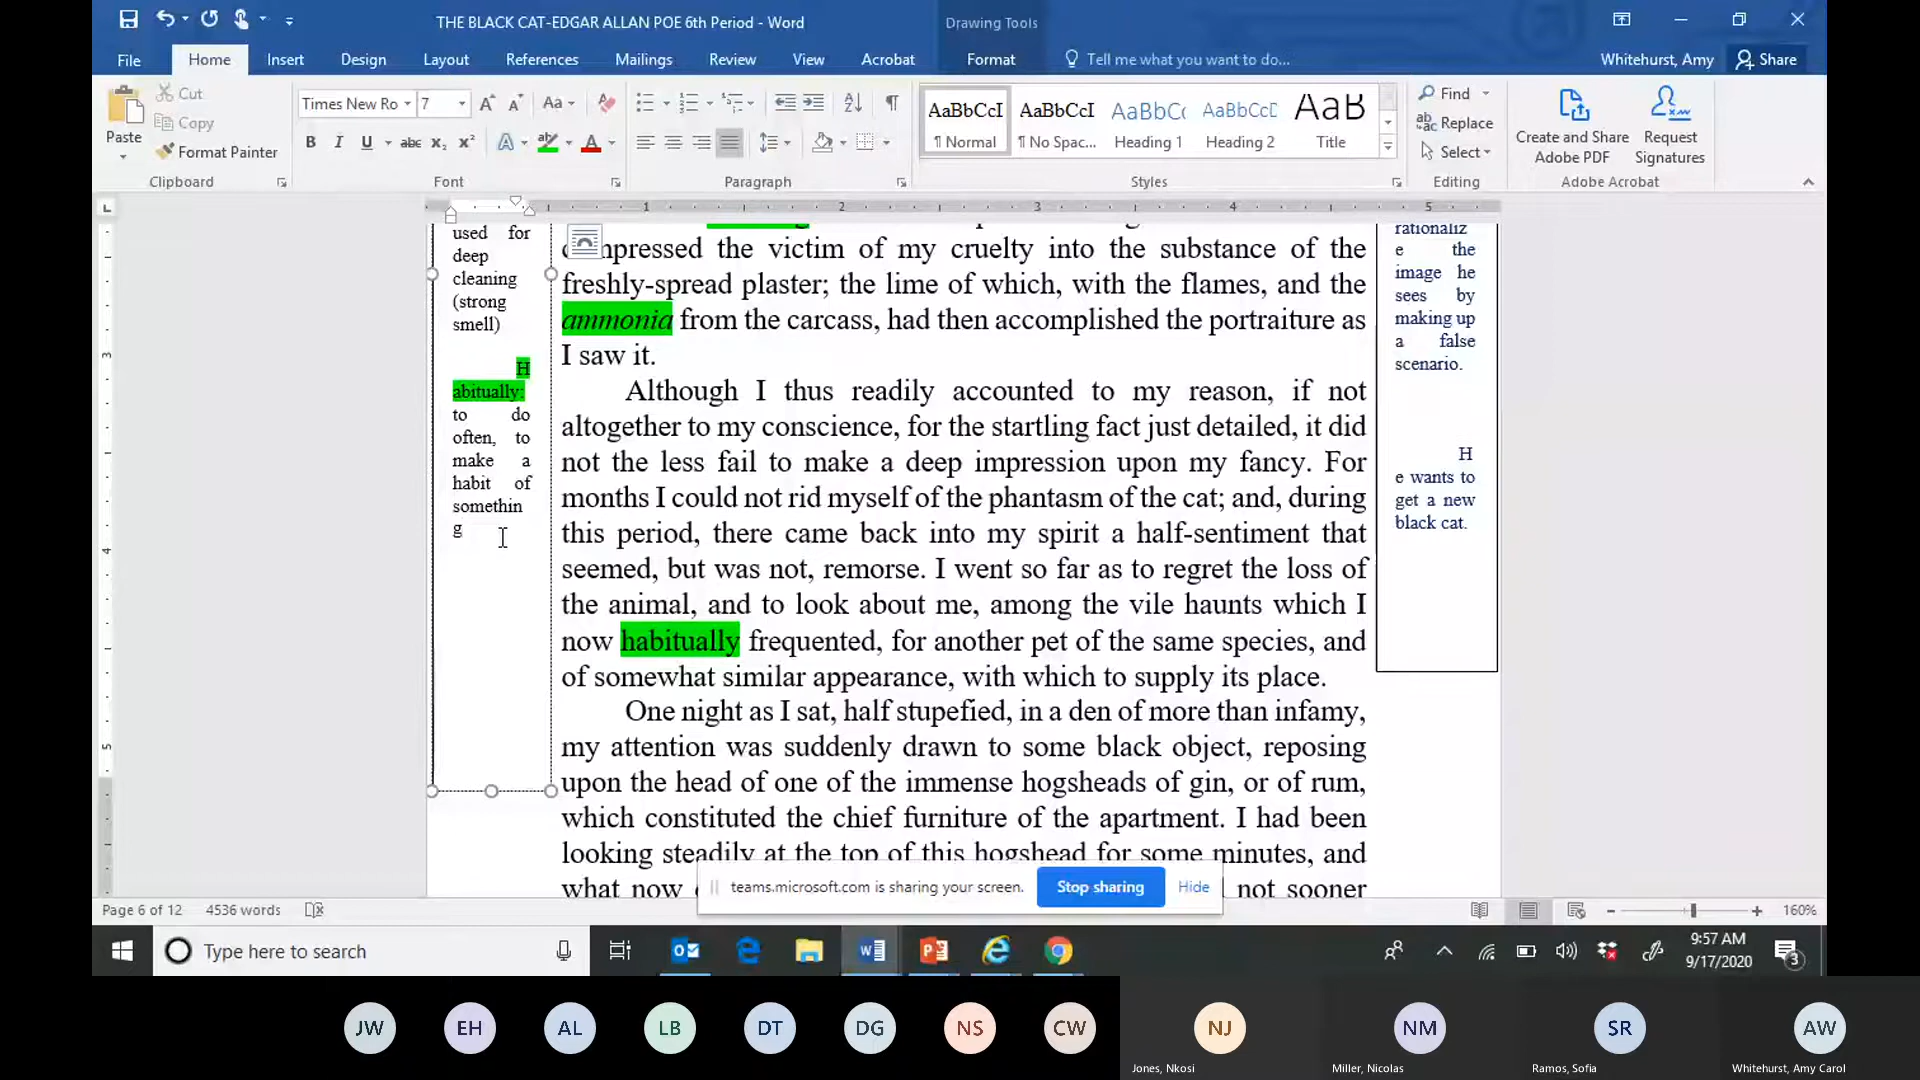 THE BLACK CAT-EDGAR ALLAN POE 6th Period - Word
Drawing Tools
File Home Insert Design Layout References Mailings Review View Acrobat Format Tell me what you want to do... Whitehurst, Amy Share
Paste
Cut
Copy
Format Painter
Clipboard
Times New Ro 7
Font
Paragraph
AaBbCcI AaBbCcI AaBbCc AaBbCcD AaB
¶ Normal ¶ No Spac... Heading 1 Heading 2 Title
Styles
Find
Replace
Select
Editing
Create and Share
Adobe PDF
Request
Signatures
Adobe Acrobat
1 2 3 4 5
3
4
5
used for
deep
cleaning
(strong
smell)
H
abitually:
to do
often, to
make a
habit of
somethin
g
the victim of my cruelty into the substance of the
freshly-spread plaster; the lime of which, with the flames, and the
ammonia from the carcass, had then accomplished the portraiture as
I saw it.
Although I thus readily accounted to my reason, if not
altogether to my conscience, for the startling fact just detailed, it did
not the less fail to make a deep impression upon my fancy. For
months I could not rid myself of the phantasm of the cat; and, during
this period, there came back into my spirit a half-sentiment that
seemed, but was not, remorse. I went so far as to regret the loss of
the animal, and to look about me, among the vile haunts which I
now habitually frequented, for another pet of the same species, and
of somewhat similar appearance, with which to supply its place.
One night as I sat, half stupefied, in a den of more than infamy,
my attention was suddenly drawn to some black object, reposing
upon the head of one of the immense hogsheads of gin, or of rum,
which constituted the chief furniture of the apartment. I had been
looking steadily at the top of this hogshead for some minutes, and
what now not sooner
rationaliz
e the
image he
sees by
making up
a false
scenario.
H
e wants to
get a new
black cat.
teams.microsoft.com is sharing your screen. Stop sharing Hide
Page 6 of 12 4536 words 160%
Type here to search
9:57 AM
9/17/2020
3
JW EH AL LB DT DG NS CW NJ NM SR AW
Jones, Nkosi Miller, Nicolas Ramos, Sofia Whitehurst, Amy Carol